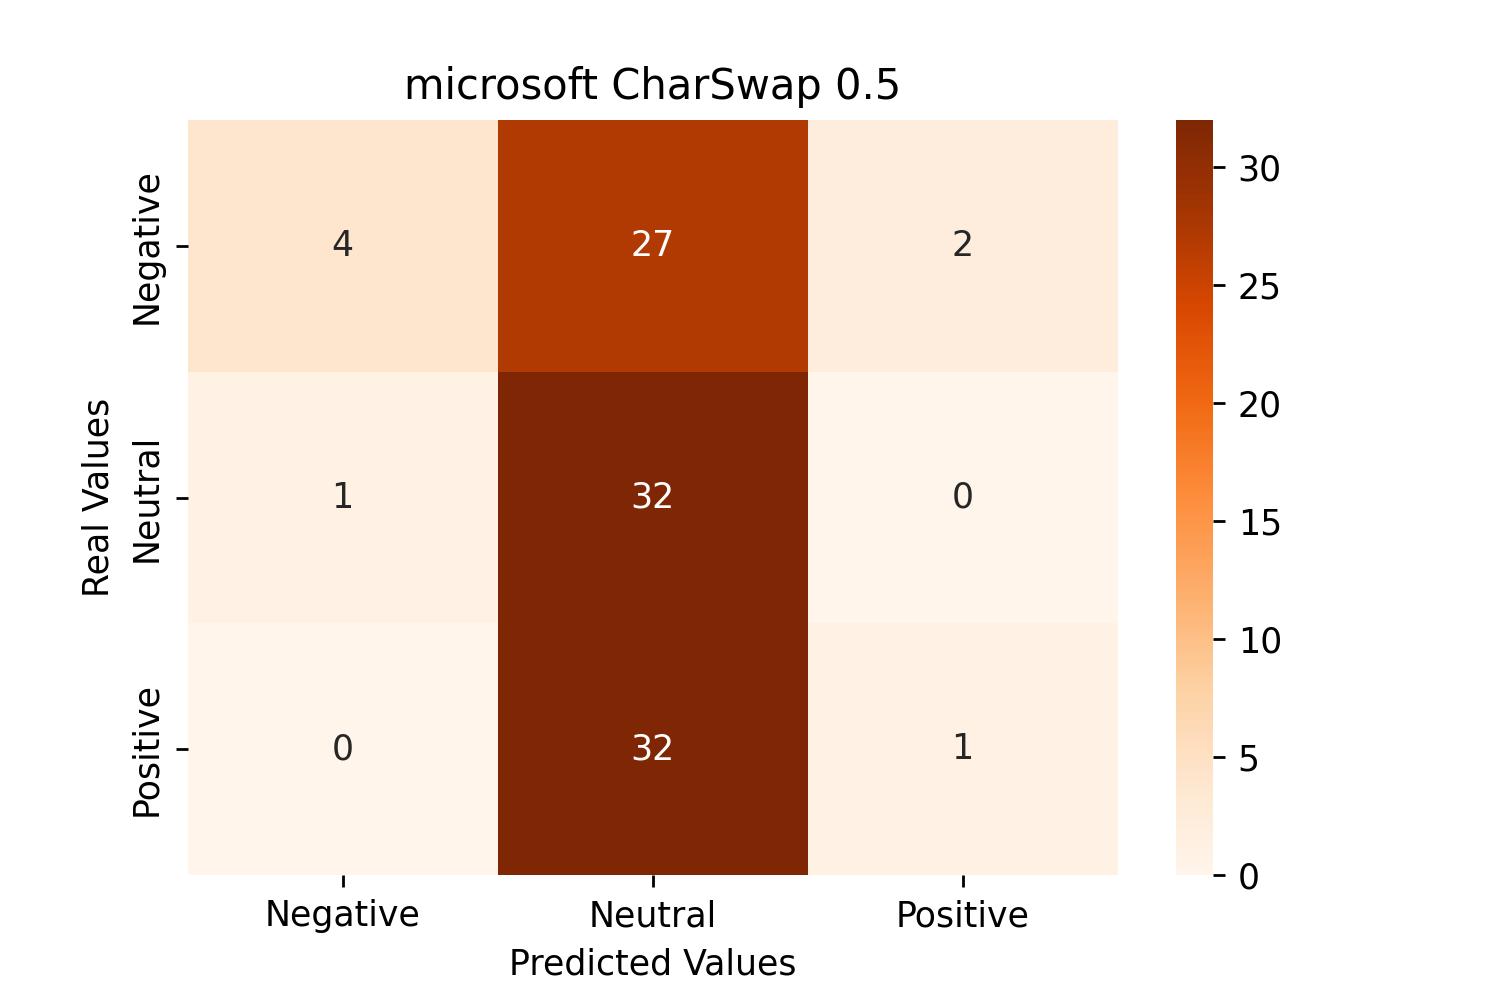 microsoft CharSwap 0.5
Real Values
Negative
4 27 2
Neutral
1 32 0
Positive
0 32 1
Negative Neutral Positive
Predicted Values
30
25
20
15
10
5
0